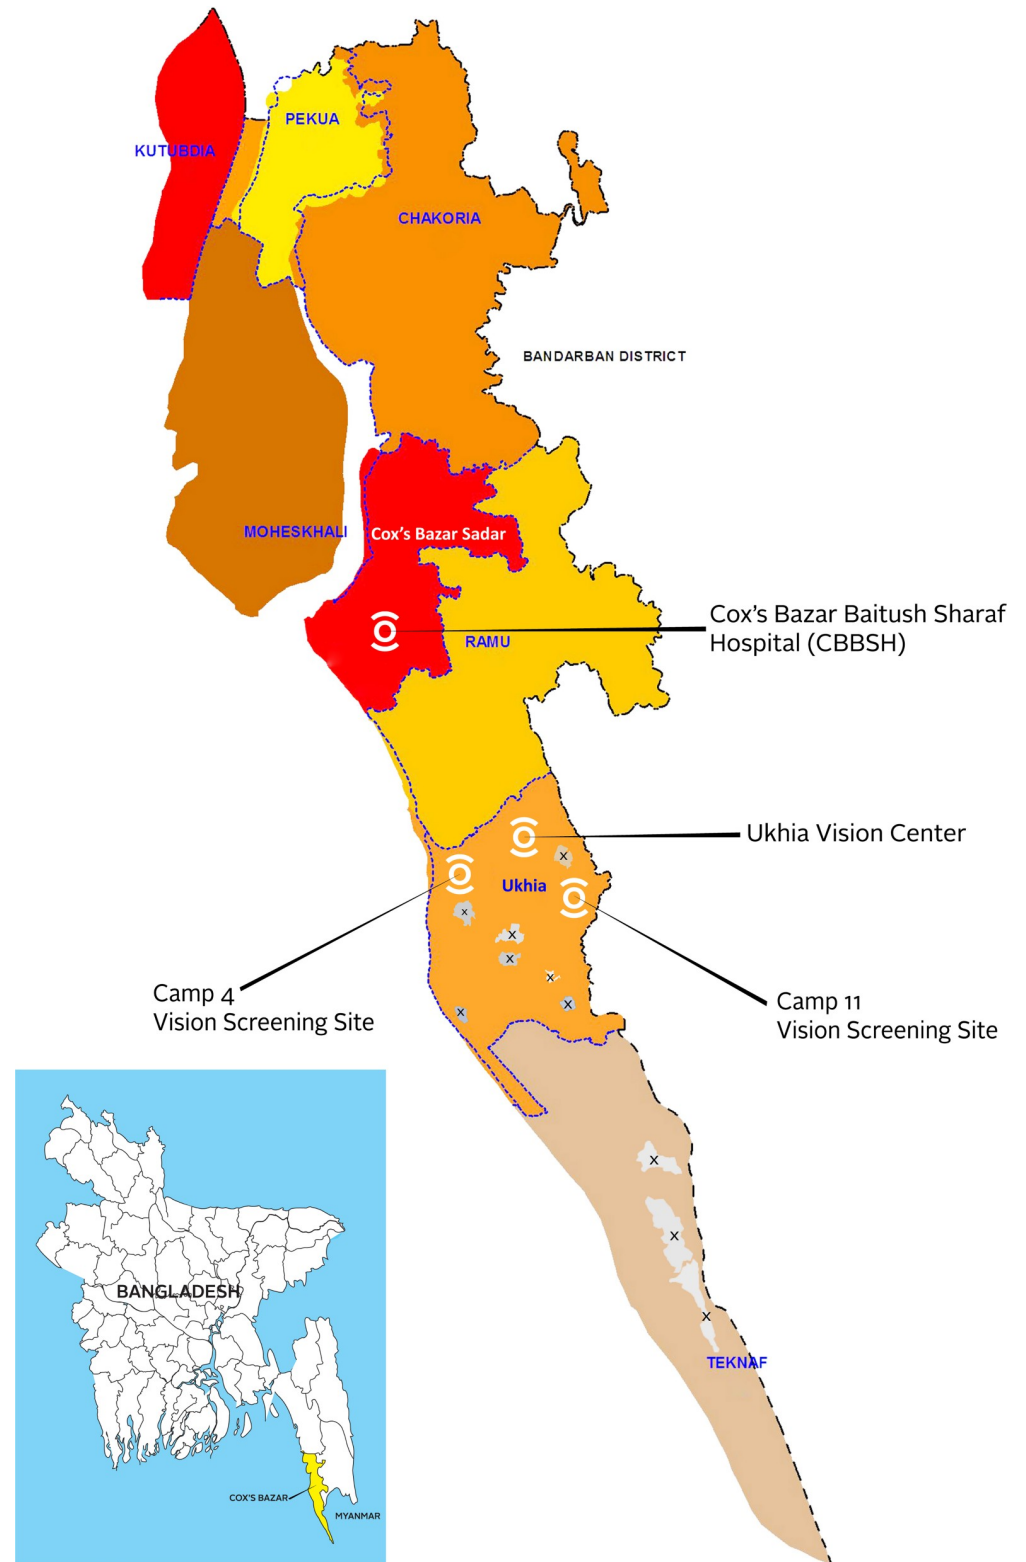 PEKUA
KUTUBDIA
CHAKORIA
BANDARBAN DISTRICT
MOHESKHALI
Cox's Bazar Sadar
Cox's Bazar Baitush Sharaf
Hospital (CBBSH)
RAMU
Ukhia Vision Center
x
Ukhia
x
x
x
x
x
x
Camp 4
Vision Screening Site
Camp 11
Vision Screening Site
x
x
x
TEKNAF
BANGLADESH
COX'S BAZAR
MYANMAR